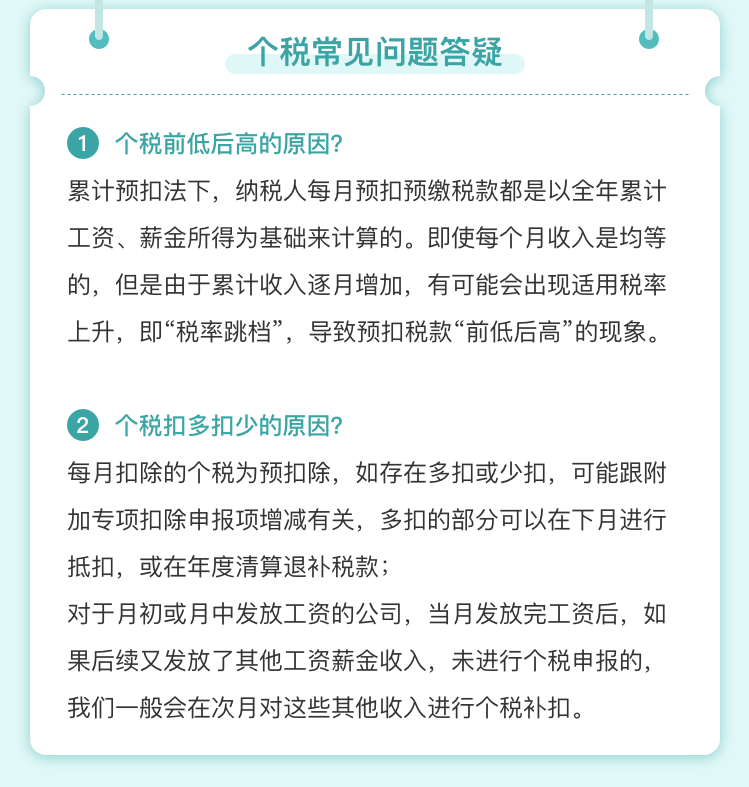 个税常见问题答疑
1 个税前低后高的原因?
累计预扣法下，纳税人每月预扣预缴税款都是以全年累计
工资、薪金所得为基础来计算的。即使每个月收入是均等
的，但是由于累计收入逐月增加，有可能会出现适用税率
上升，即“税率跳档”，导致预扣税款“前低后高”的现象。
2 个税扣多扣少的原因?
每月扣除的个税为预扣除，如存在多扣或少扣，可能跟附
加专项扣除申报项增减有关，多扣的部分可以在下月进行
抵扣，或在年度清算退补税款；
对于月初或月中发放工资的公司，当月发放完工资后，如
果后续又发放了其他工资薪金收入，未进行个税申报的，
我们一般会在次月对这些其他收入进行个税补扣。